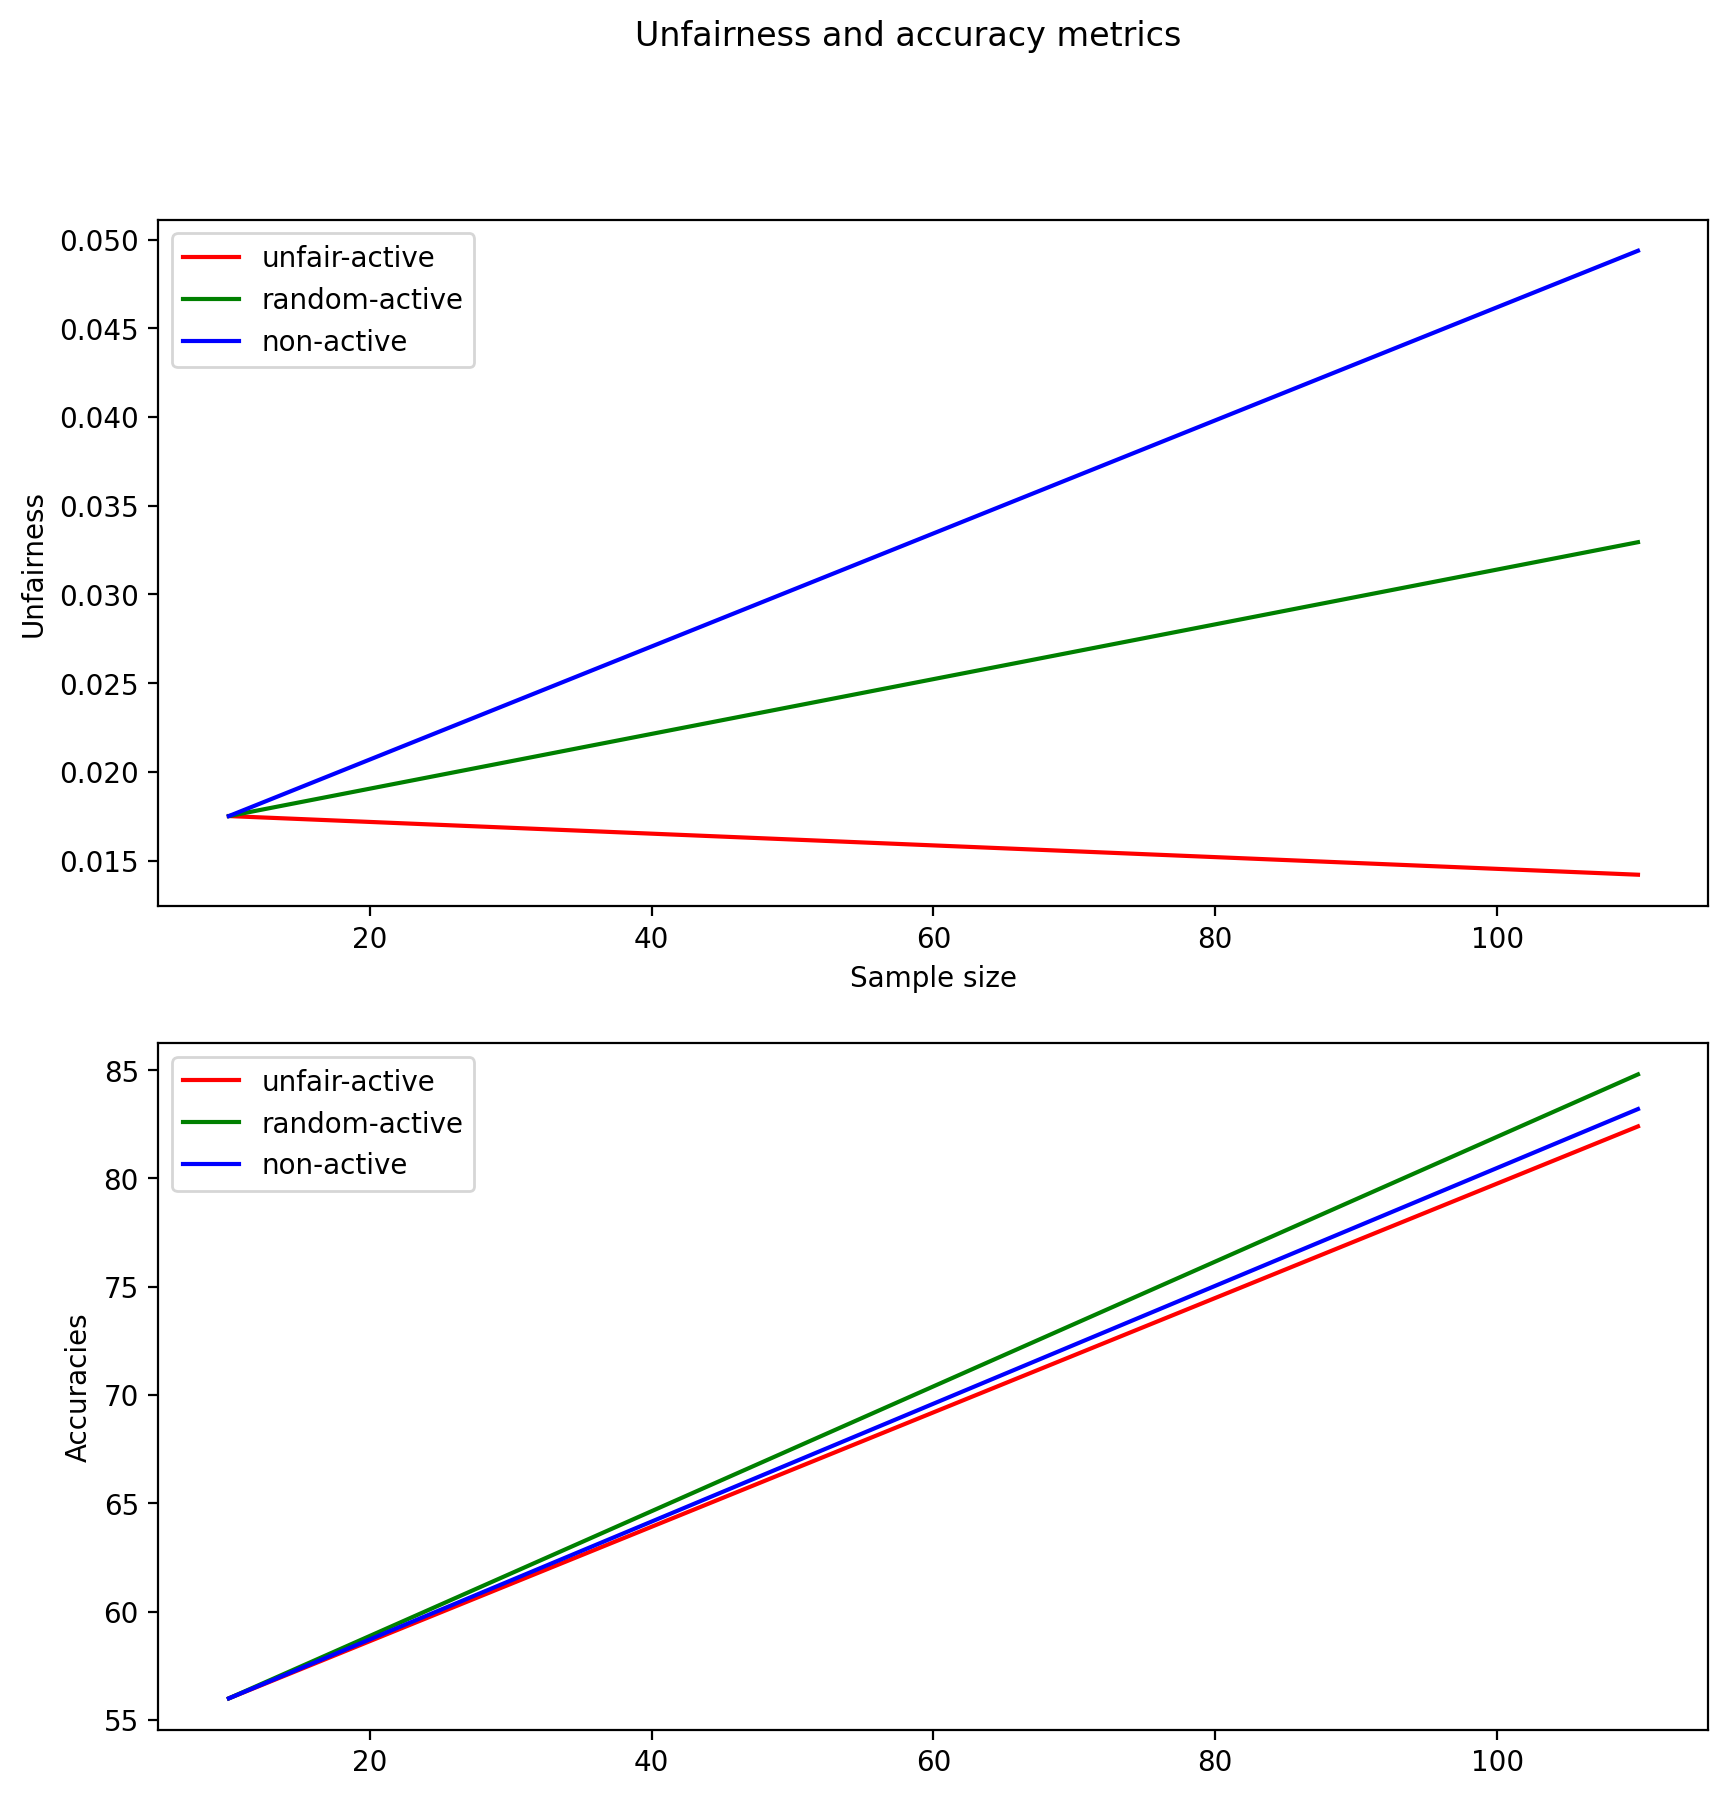 Unfairness and accuracy metrics
0.050
0.045
0.040
0.035
0.030
0.025
0.020
0.015
Unfairness
unfair-active
random-active
non-active
20 40 60 80 100
Sample size
85
80
75
70
65
60
55
Accuracies
unfair-active
random-active
non-active
20 40 60 80 100